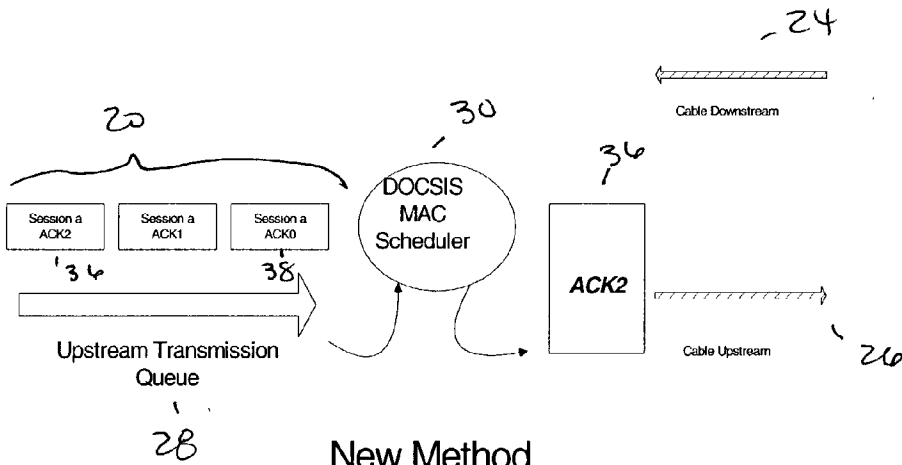 24
Cable Downstream
20
30
36
DOCSIS
MAC
Scheduler
Session a
ACK2
Session a
ACK1
Session a
ACK0
36
38
ACK2
Upstream Transmission
Queue
28
Cable Upstream
26
New Method